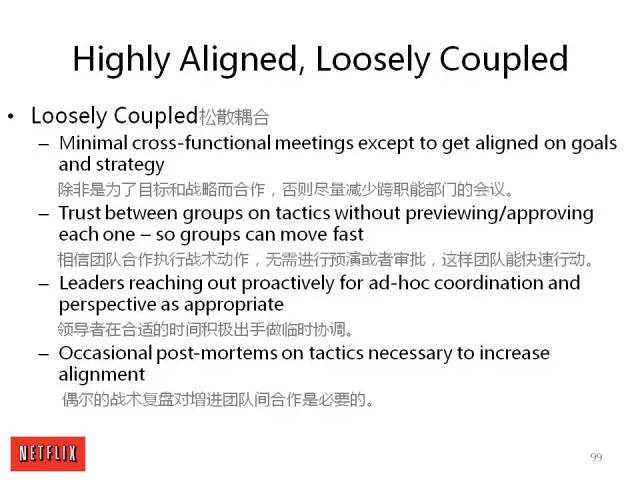 Highly Aligned, Loosely Coupled
• Loosely Coupled松散耦合
– Minimal cross-functional meetings except to get aligned on goals
and strategy
除非是为了目标和战略而合作，否则尽量减少跨职能部门的会议。
– Trust between groups on tactics without previewing/approving
each one – so groups can move fast
相信团队合作执行战术动作，无需进行预演或者审批，这样团队能快速行动。
– Leaders reaching out proactively for ad-hoc coordination and
perspective as appropriate
领导者在合适的时间积极出手做临时协调。
– Occasional post-mortems on tactics necessary to increase
alignment
偶尔的战术复盘对增进团队间合作是必要的。
NETFLIX
99